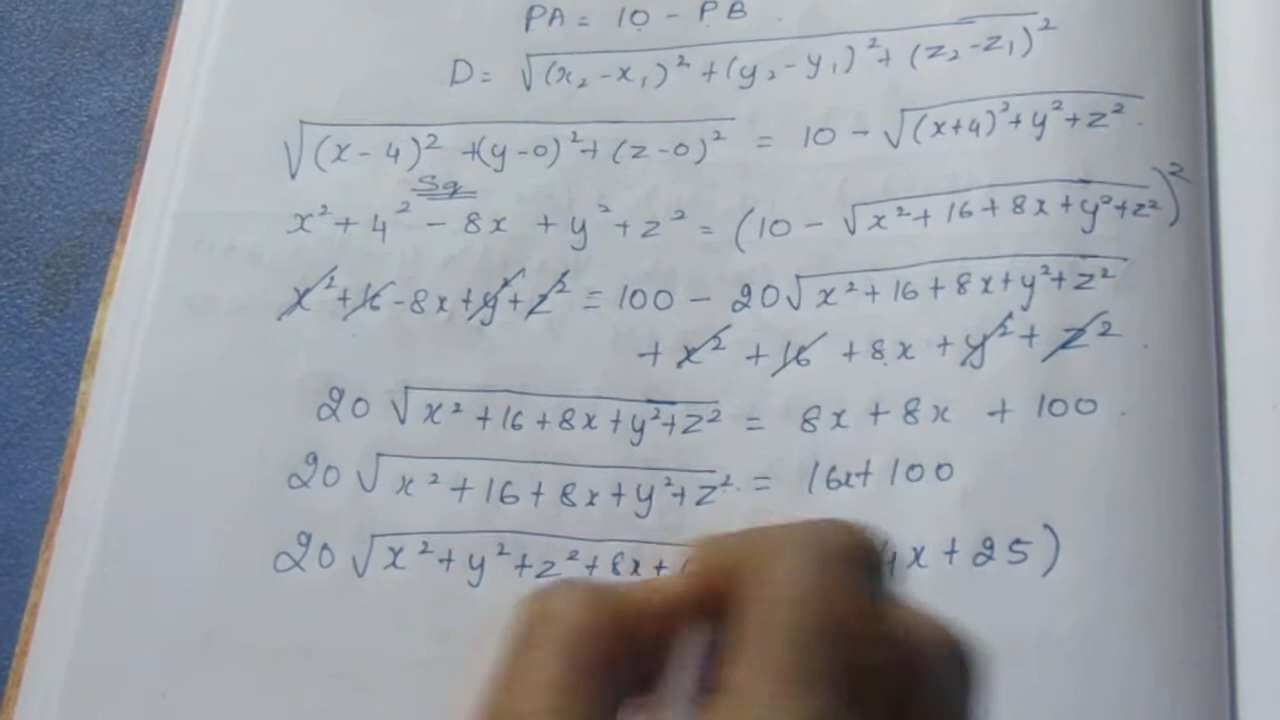 PA = 10 - PB
D = √(x₂-x₁)² + (y₂-y₁)² + (z₂-z₁)²
√(x-4)² + (y-0)² + (z-0)² = 10 - √(x+4)² + y² + z².
Sq
x² + 4² - 8x + y² + z² = (10 - √x² + 16 + 8x + y² + z²)²
x² + 16 - 8x + y² + z² = 100 - 20√x² + 16 + 8x + y² + z²
+ x² + 16 + 8x + y² + z².
20 √x² + 16 + 8x + y² + z² = 8x + 8x + 100.
20 √x² + 16 + 8x + y² + z². = 16x + 100
20 √x² + y² + z² + 8x + 4x + 25)